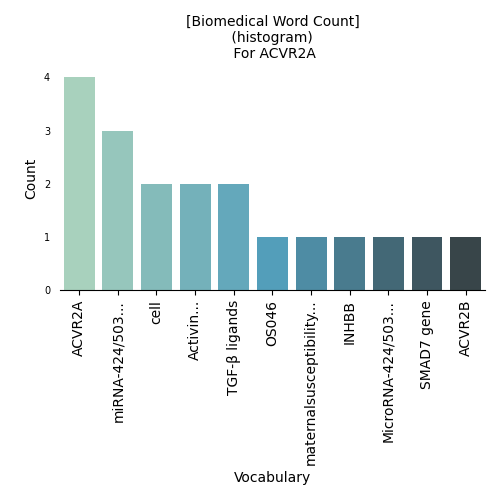 [Biomedical Word Count]
(histogram)
For ACVR2A
Count
4
3
2
1
0
ACVR2A
miRNA-424/503...
cell
Activin...
TGF-β ligands
OS046
maternalsusceptibility...
INHBB
MicroRNA-424/503...
SMAD7 gene
ACVR2B
Vocabulary